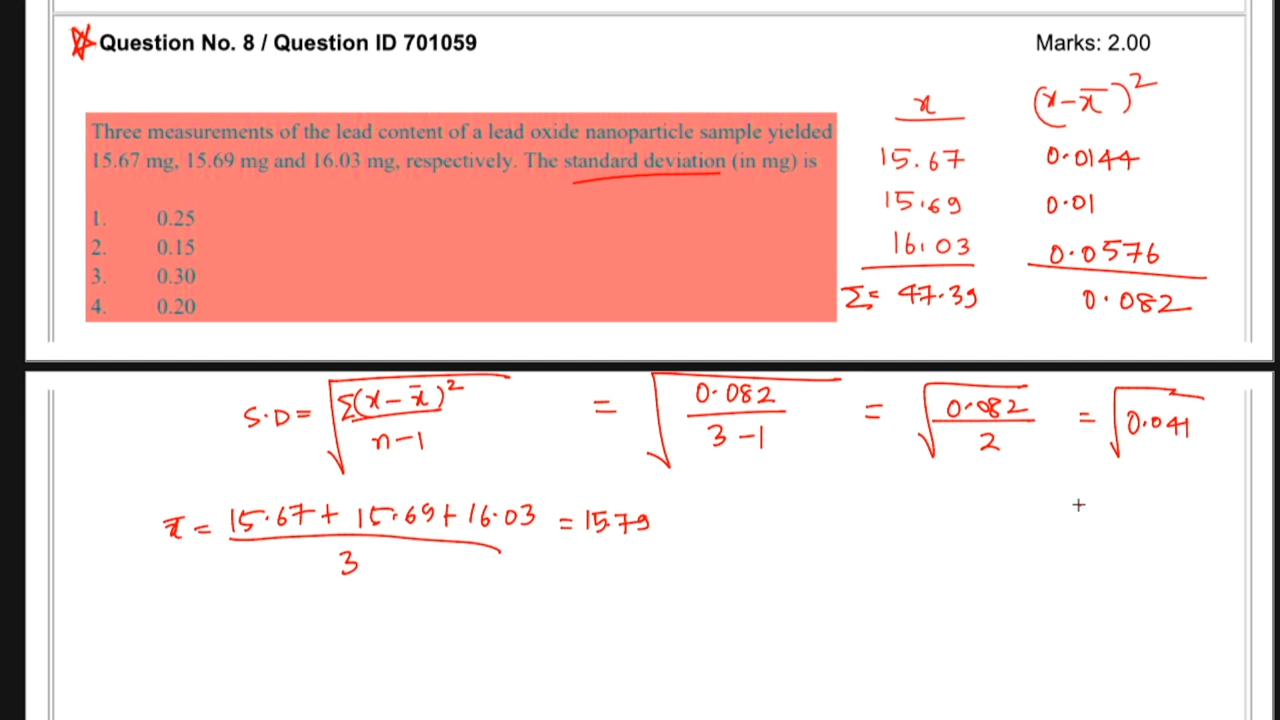 Question No. 8 / Question ID 701059 Marks: 2.00
Three measurements of the lead content of a lead oxide nanoparticle sample yielded
15.67 mg, 15.69 mg and 16.03 mg, respectively. The standard deviation (in mg) is
1. 0.25
2. 0.15
3. 0.30
4. 0.20
x (x-x̄)²
15.67 0.0144
15.69 0.01
16.03 0.0576
Σ= 47.39 0.082
S.D = √(Σ(x-x̄)²/n-1) = √(0.082/3-1) = √(0.082/2) = √0.041
x̄ = 15.67+ 15.69+16.03/3 = 1579